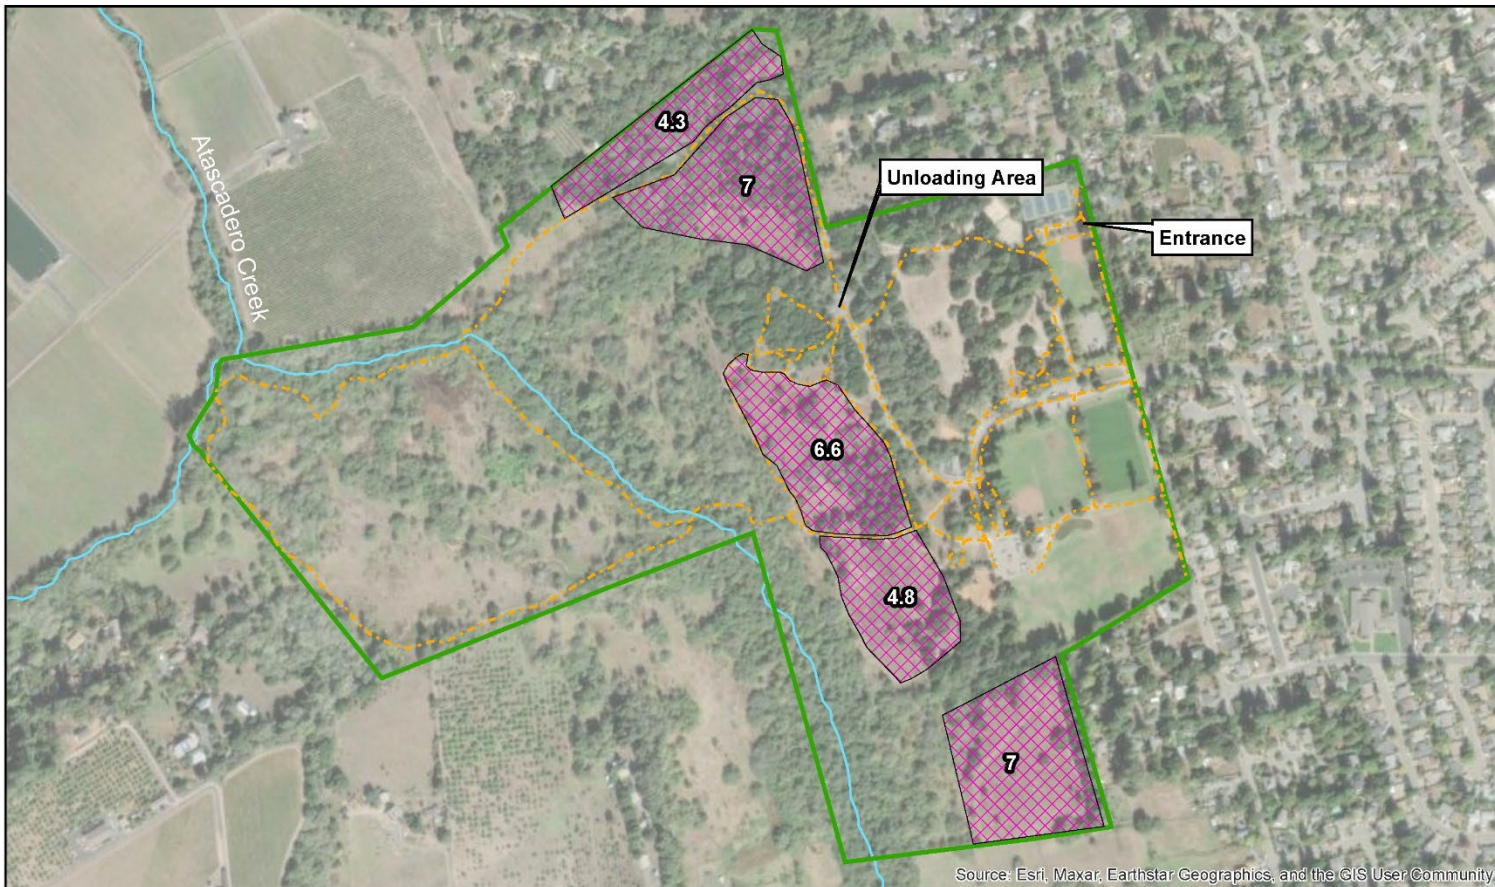 4.3
7
Unloading Area
Entrance
Atascadero Creek
6.6
4.8
7
Source: Esri, Maxar, Earthstar Geographics, and the GIS User Community